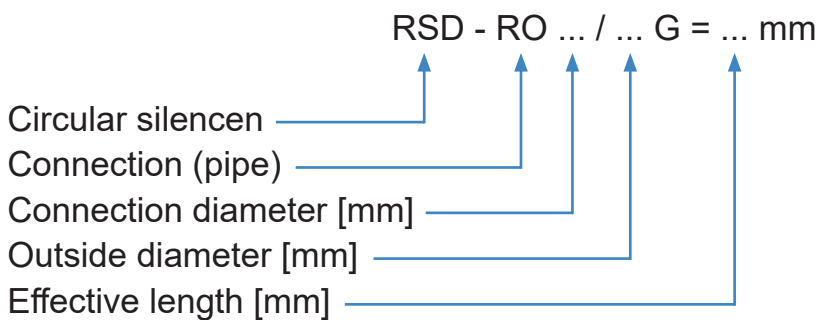 RSD - RO ... / ... G = ... mm
Circular silencen
Connection (pipe)
Connection diameter [mm]
Outside diameter [mm]
Effective length [mm]